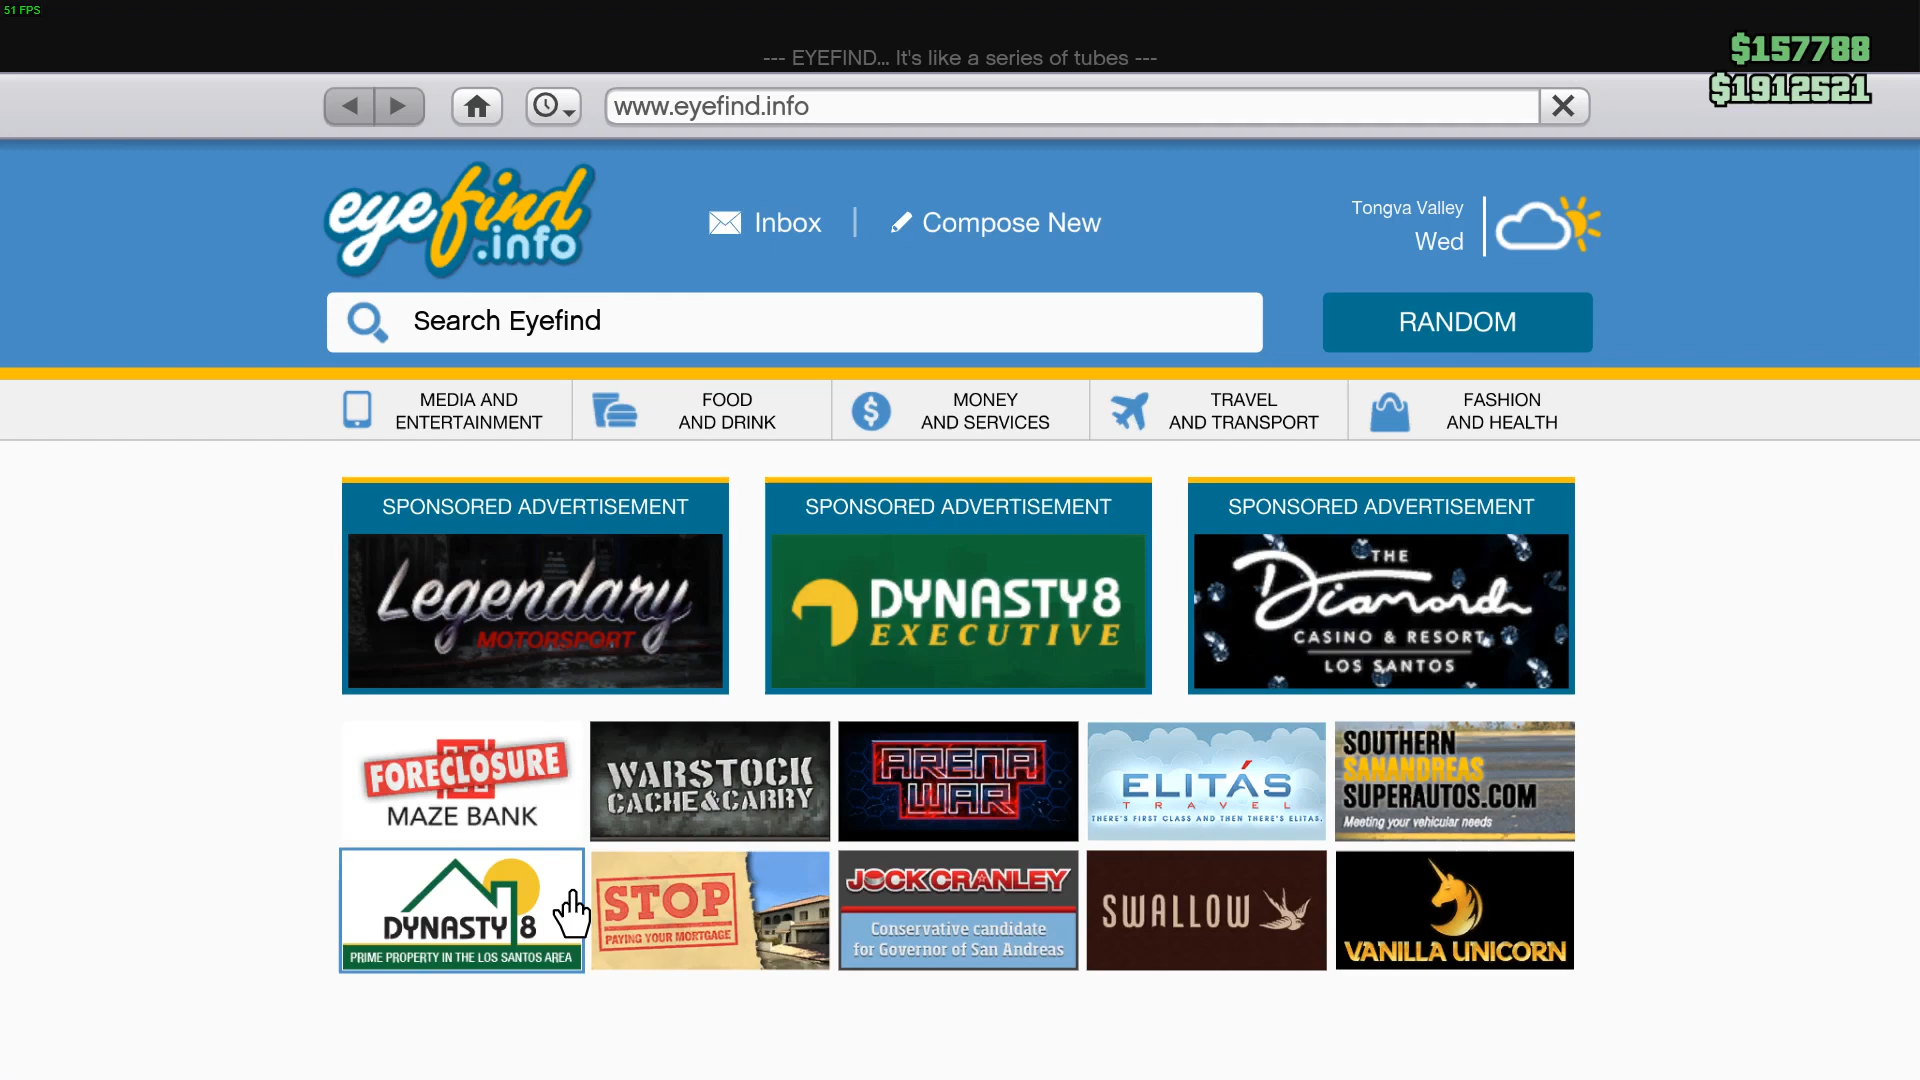 51 FPS
--- EYEFIND... It's like a series of tubes ---
$157788
$1912521
www.eyefind.info
eyefind
.info
Inbox
Compose New
Tongva Valley
Wed
Search Eyefind
RANDOM
MEDIA AND
ENTERTAINMENT
FOOD
AND DRINK
MONEY
AND SERVICES
TRAVEL
AND TRANSPORT
FASHION
AND HEALTH
SPONSORED ADVERTISEMENT
Legendary
MOTORSPORT
SPONSORED ADVERTISEMENT
DYNASTY8
EXECUTIVE
SPONSORED ADVERTISEMENT
THE
Diamond
CASINO & RESORT
LOS SANTOS
FORECLOSURE
MAZE BANK
WARSTOCK
CACHE&CARRY
ARENA
WAR
ELITÁS
TRAVEL
THERE'S FIRST CLASS AND THEN THERE'S ELITAS.
SOUTHERN
SANANDREAS
SUPERAUTOS.COM
Meeting your vehicular needs
DYNASTY 8
PRIME PROPERTY IN THE LOS SANTOS AREA
STOP
PAYING YOUR MORTGAGE
JOCK CRANLEY
Conservative candidate
for Governor of San Andreas
SWALLOW
VANILLA UNICORN